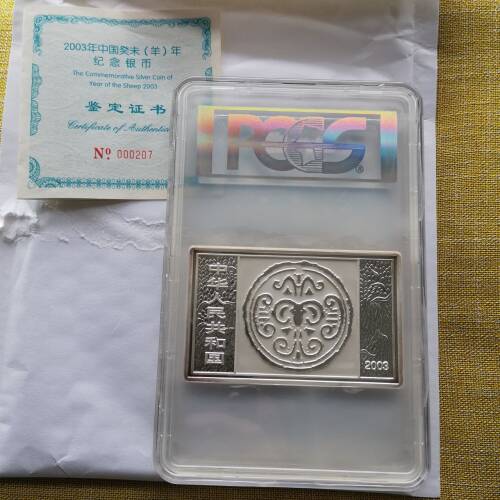 2003年中国癸未(羊)年
纪念银币
The Commemorative Silver Coin of
Year of the Sheep 2003
鉴定证书
Certificate of Authentic
Nº 000207
PCGS
中华人民共和国
2003